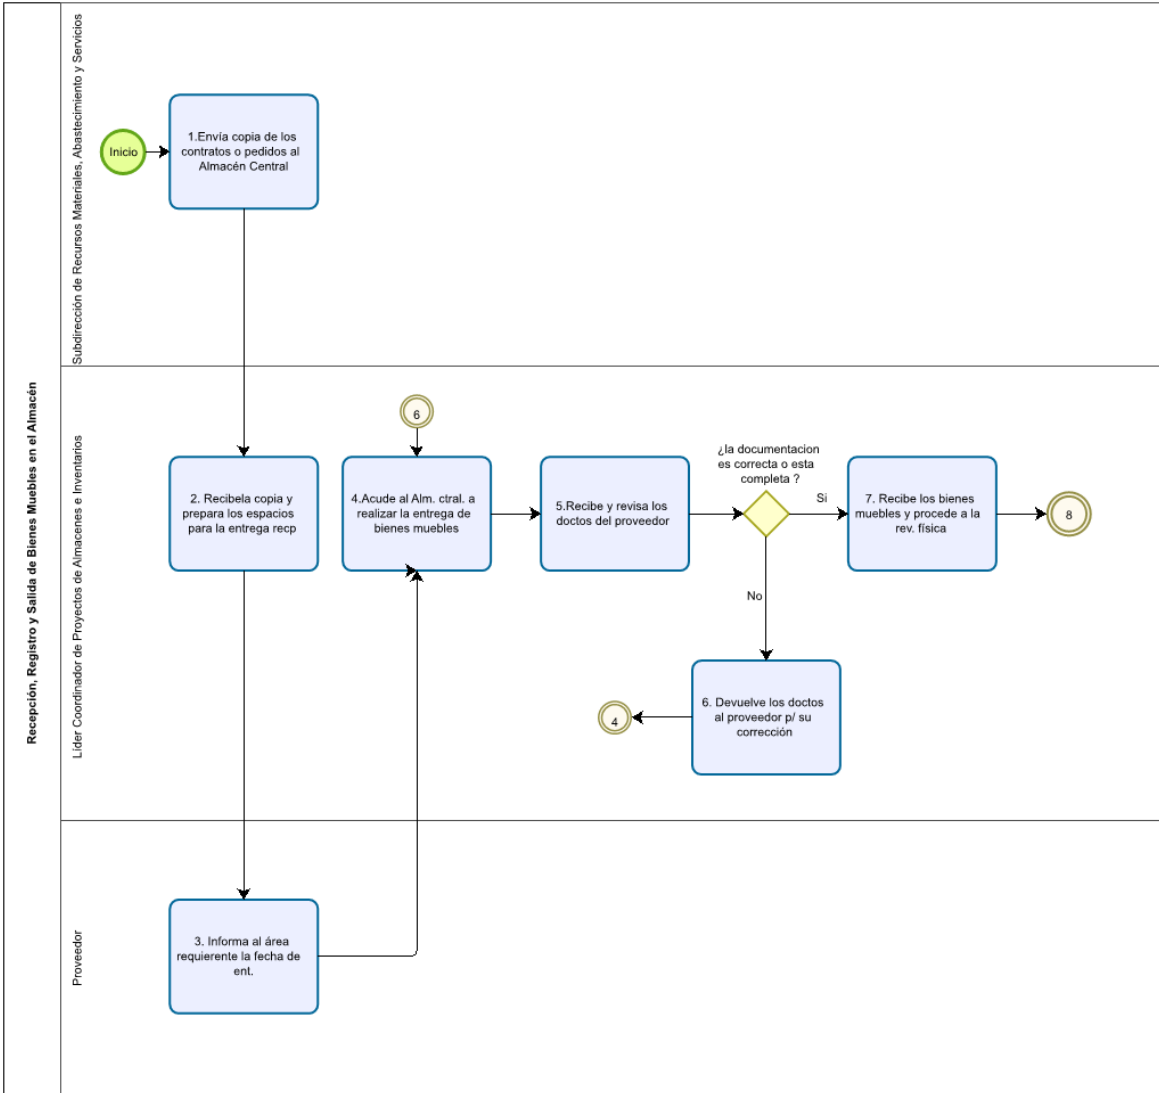 Recepción, Registro y Salida de Bienes Muebles en el Almacén
Subdirección de Recursos Materiales, Abastecimiento y Servicios
Inicio
1.Envía copia de los
contratos o pedidos al
Almacén Central
Líder Coordinador de Proyectos de Almacenes e Inventarios
2. Recibela copia y
prepara los espacios
para la entrega recp
6
4.Acude al Alm. ctral. a
realizar la entrega de
bienes muebles
5.Recibe y revisa los
doctos del proveedor
¿la documentacion
es correcta o esta
completa ?
Si
7. Recibe los bienes
muebles y procede a la
rev. física
8
No
6. Devuelve los doctos
al proveedor p/ su
corrección
4
Proveedor
3. Informa al área
requierente la fecha de
ent.